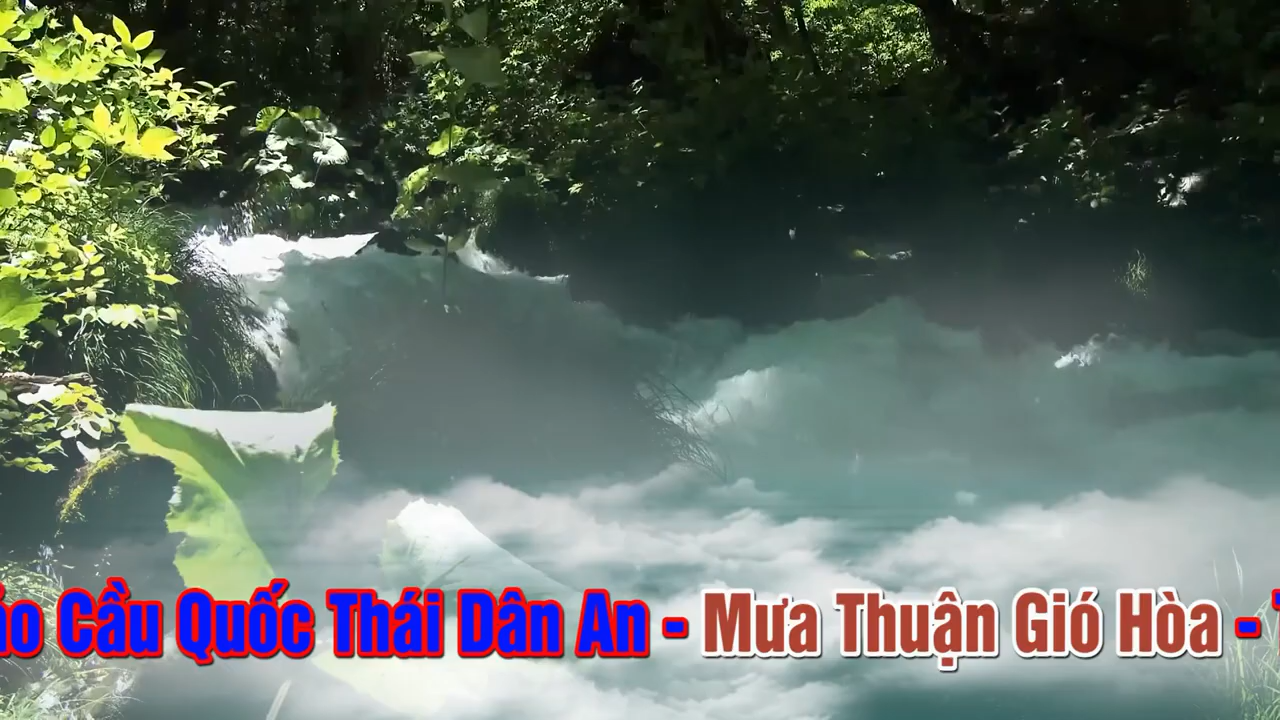 Cầu Quốc Thái Dân An - Mưa Thuận Gió Hòa -